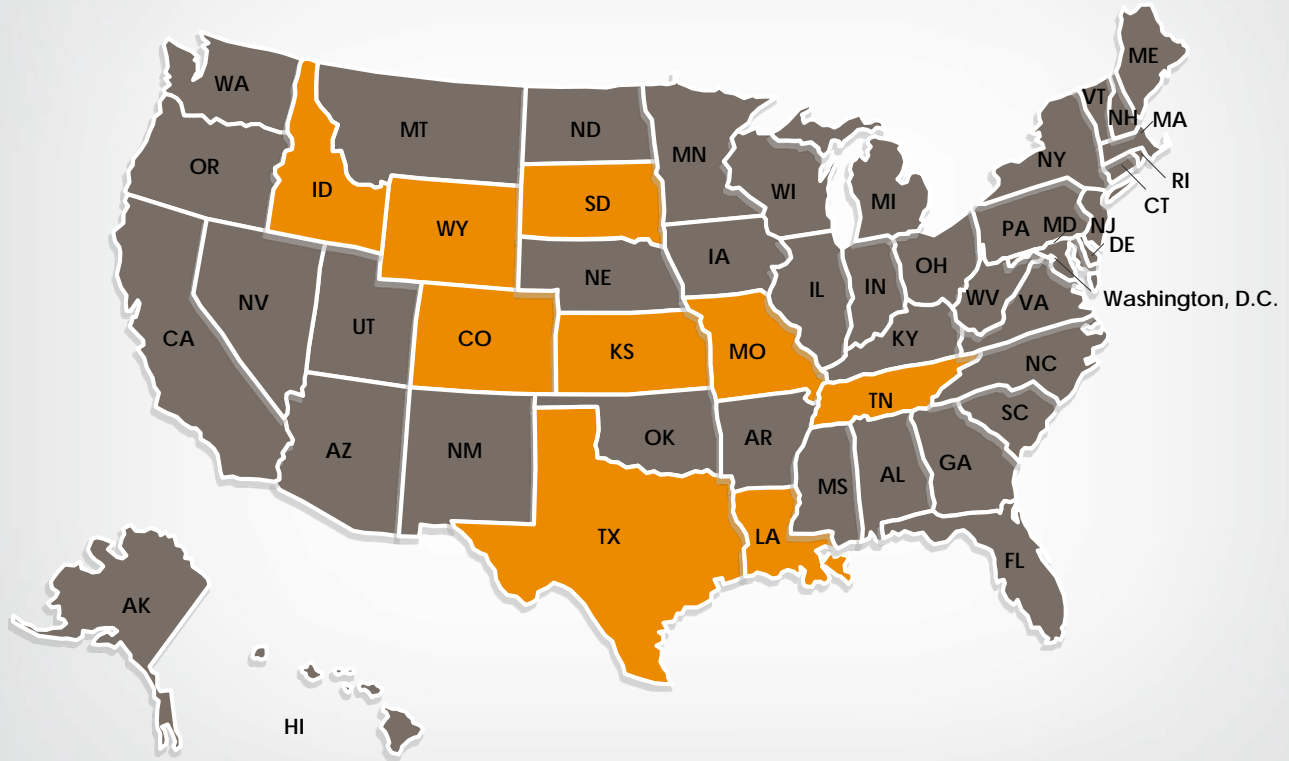 ME
WA
VT
NH
MA
MT
ND
MN
NY
OR
WI
RI
ID
MI
SD
CT
WY
PA
MD
NJ
DE
IA
OH
NE
IL
IN
WV
VA
Washington, D.C.
NV
UT
CA
CO
KS
MO
KY
NC
TN
SC
AZ
NM
OK
AR
GA
AL
MS
TX
LA
FL
AK
HI